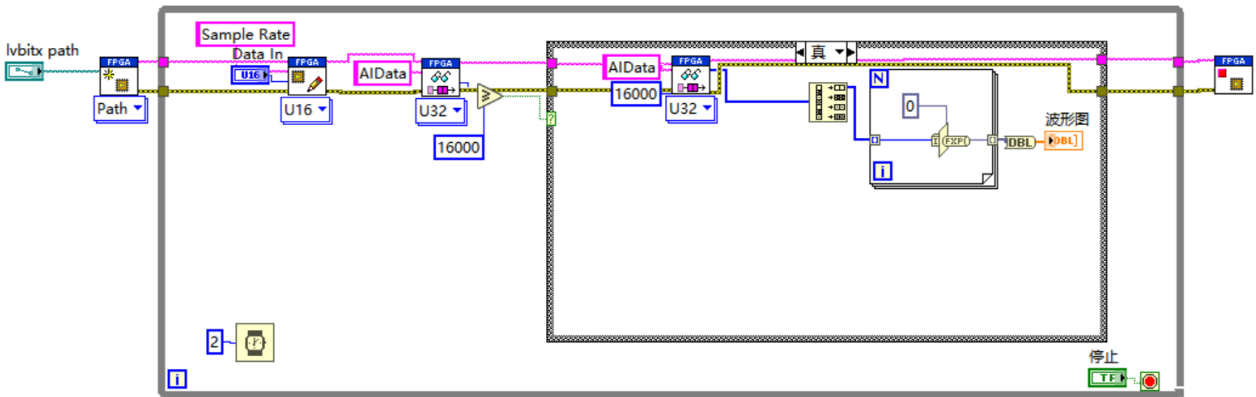 lvbitx path
FPGA
Path
Sample Rate
Data In
U16
FPGA
U16
AIData
FPGA
U32
16000
?
真
AIData
16000
FPGA
U32
N
0
I
FXP(
i
DBL
波形图
DBL]
FPGA
2
i
停止
TF